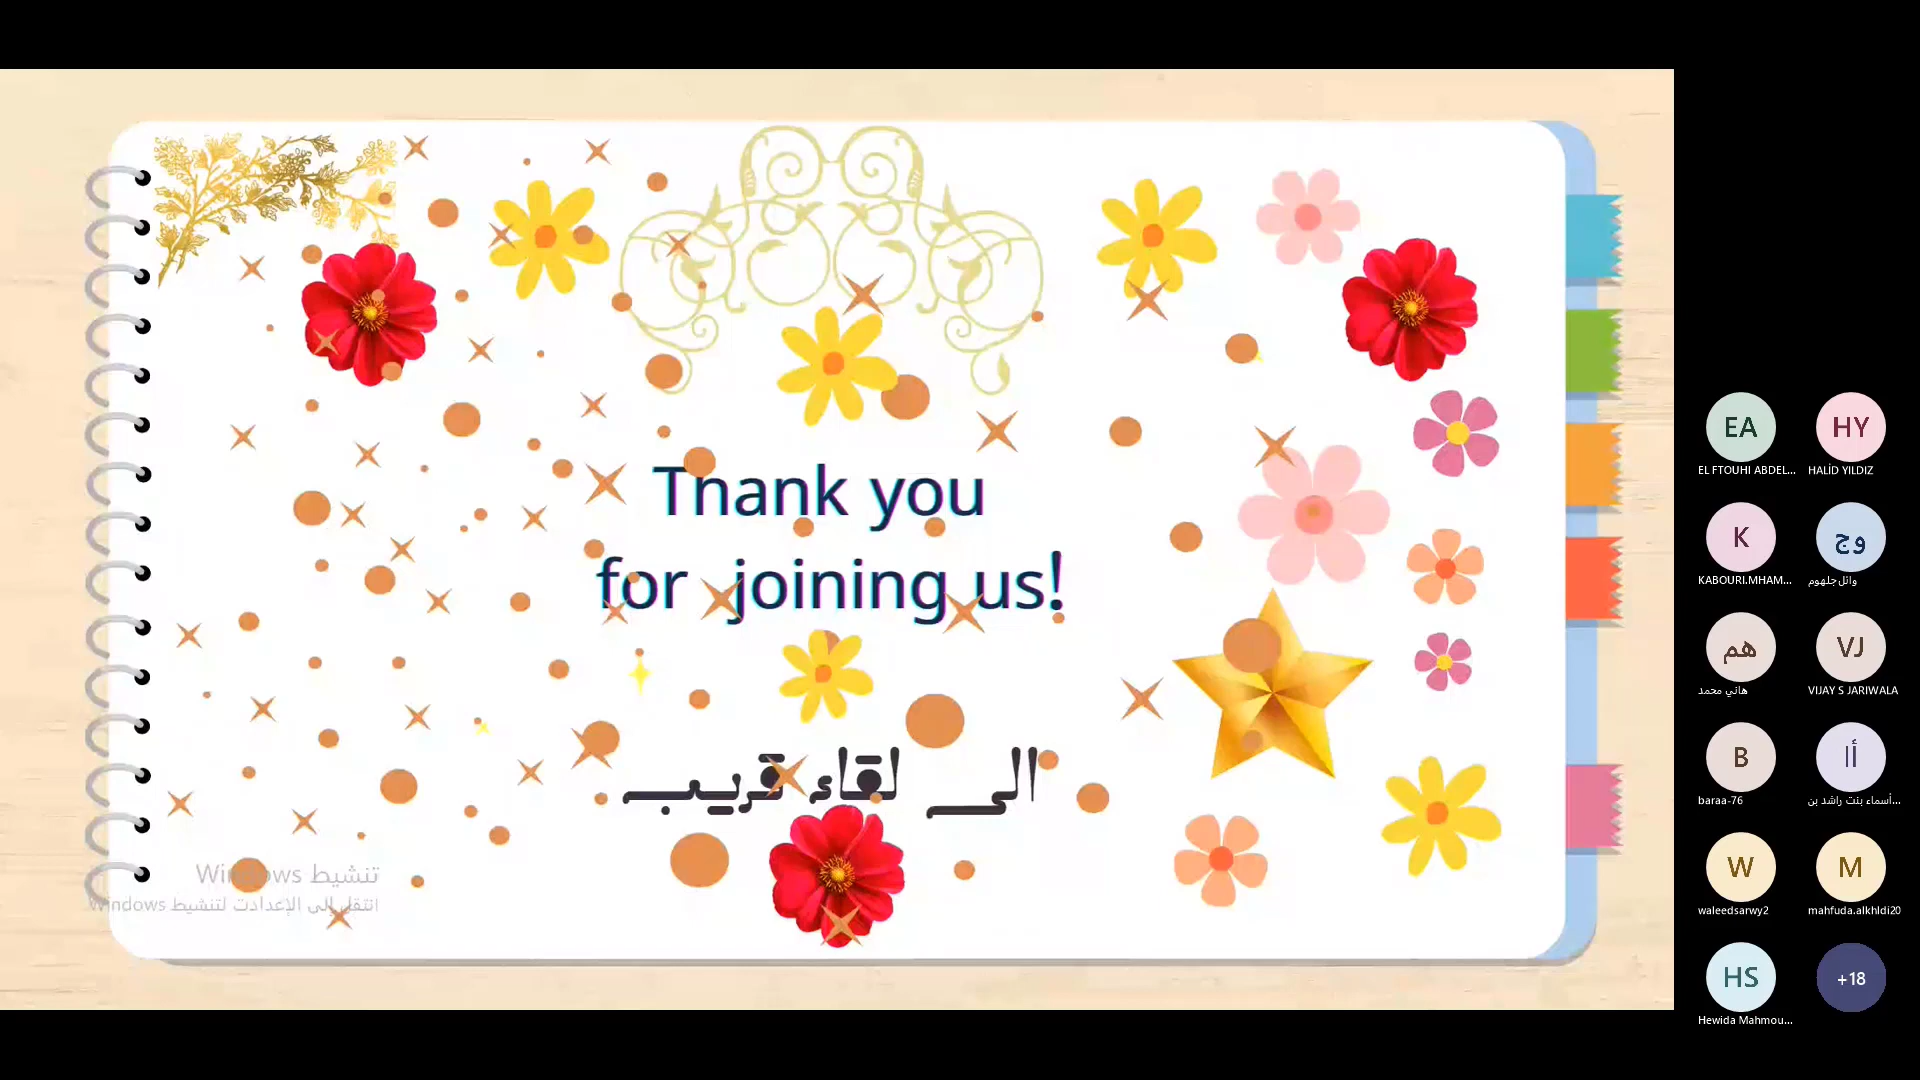 Thank you
for joining us!
الى لقاء قريب
تنشيط Windows
انتقل إلى الإعدادت لتنشيط Windows
EA
EL FTOUHI ABDEL...
HY
HALİD YILDIZ
K
KABOURI.MHAM...
وج
وائل جلهوم
هم
هاني محمد
VJ
VIJAY S JARIWALA
B
baraa-76
أا
أسماء بنت راشد بن...
W
waleedsarwy2
M
mahfuda.alkhldi20
HS
Hewida Mahmou...
+18